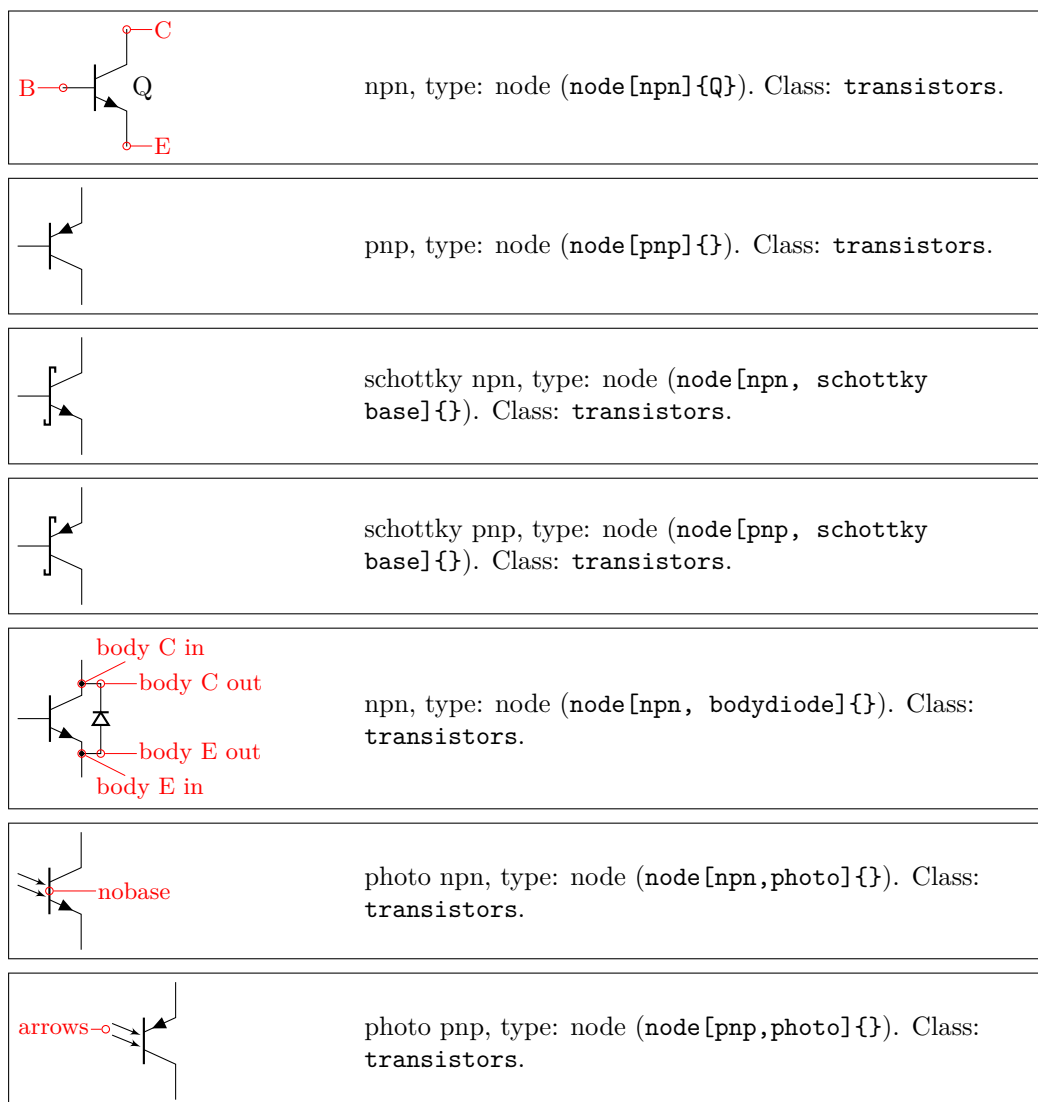 C
B
Q
E
npn, type: node (node[npn]{Q}). Class: transistors.
pnp, type: node (node[pnp]{}). Class: transistors.
schottky npn, type: node (node[npn, schottky
base]{}). Class: transistors.
schottky pnp, type: node (node[pnp, schottky
base]{}). Class: transistors.
body C in
body C out
body E out
body E in
npn, type: node (node[npn, bodydiode]{}). Class:
transistors.
nobase
photo npn, type: node (node[npn,photo]{}). Class:
transistors.
arrows
photo pnp, type: node (node[pnp,photo]{}). Class:
transistors.